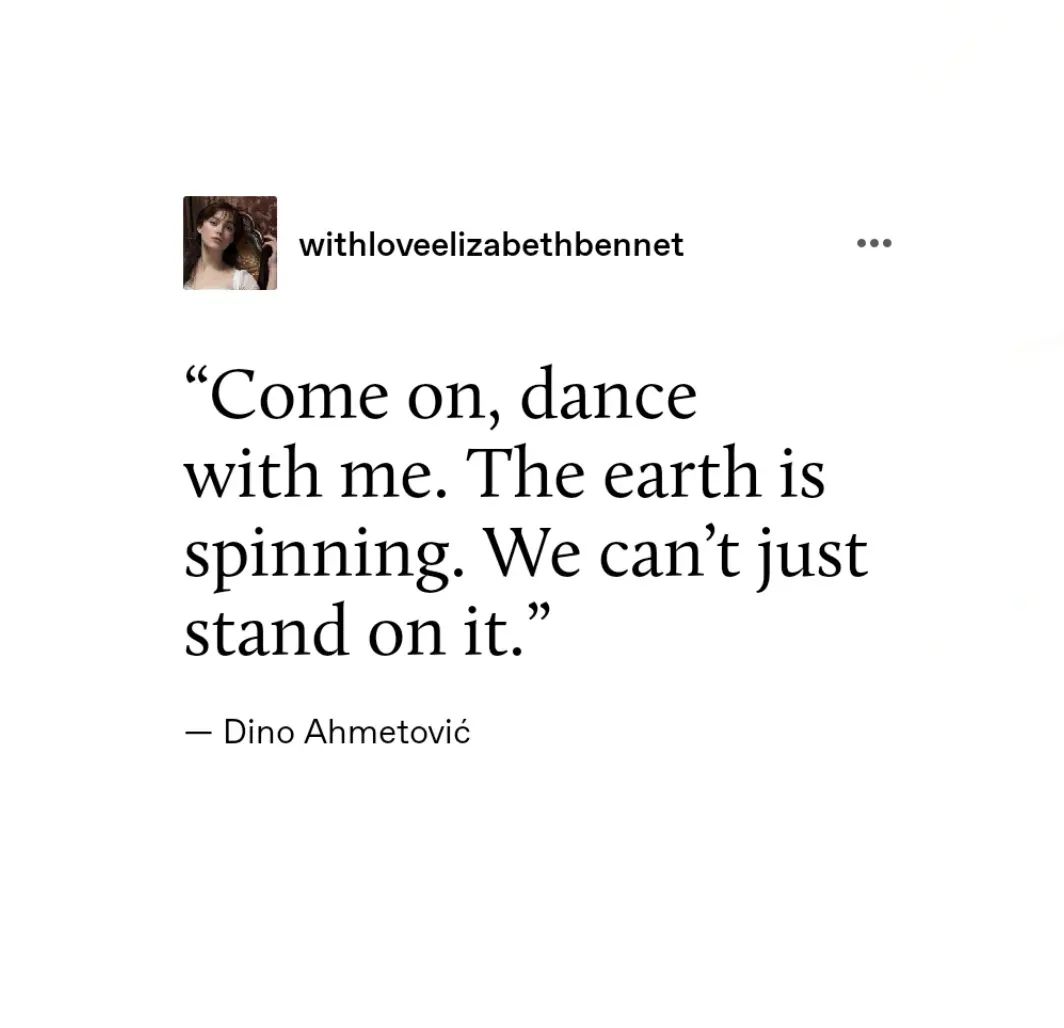 withloveelizabethbennet
“Come on, dance
with me. The earth is
spinning. We can’t just
stand on it.”
— Dino Ahmetović